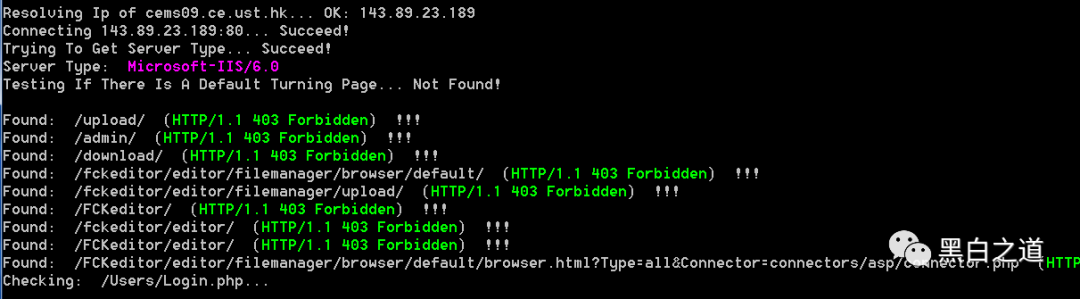 Resolving Ip of cems09.ce.ust.hk... OK: 143.89.23.189
Connecting 143.89.23.189:80... Succeed!
Trying To Get Server Type... Succeed!
Server Type:  Microsoft-IIS/6.0
Testing If There Is A Default Turning Page... Not Found!
Found:  /upload/  (HTTP/1.1 403 Forbidden)  !!!
Found:  /admin/  (HTTP/1.1 403 Forbidden)  !!!
Found:  /download/  (HTTP/1.1 403 Forbidden)  !!!
Found:  /fckeditor/editor/filemanager/browser/default/  (HTTP/1.1 403 Forbidden)  !!!
Found:  /fckeditor/editor/filemanager/upload/  (HTTP/1.1 403 Forbidden)  !!!
Found:  /FCKeditor/  (HTTP/1.1 403 Forbidden)  !!!
Found:  /fckeditor/editor/  (HTTP/1.1 403 Forbidden)  !!!
Found:  /FCKeditor/editor/  (HTTP/1.1 403 Forbidden)  !!!
Found:  /FCKeditor/editor/filemanager/browser/default/browser.html?Type=all&Connector=connectors/asp/connector.php  (HTT
Checking:  /Users/Login.php...
黑白之道